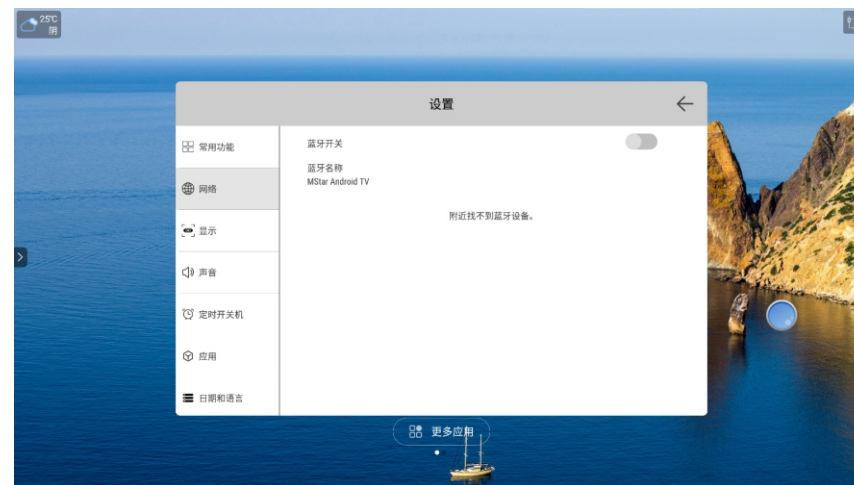 25℃
阴
设置
常用功能
网络
显示
声音
定时开关机
应用
日期和语言
蓝牙开关
蓝牙名称
MStar Android TV
附近找不到蓝牙设备。
更多应用